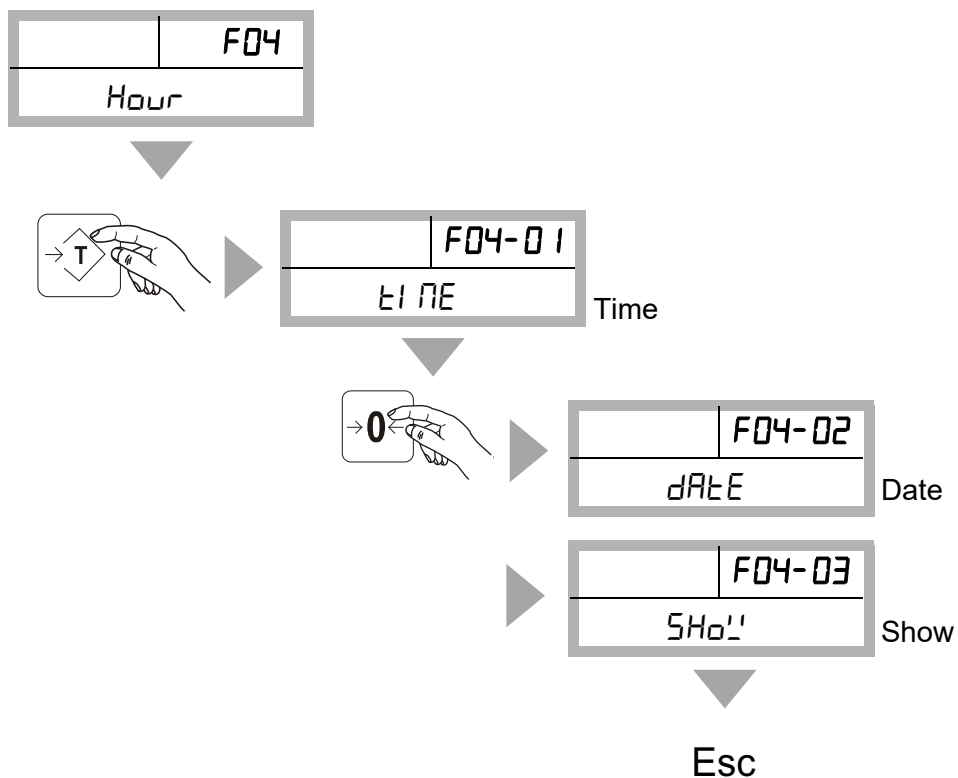 F04
Hour
→T
F04-01
tIME
Time
→0←
F04-02
dAtE
Date
F04-03
SHoW
Show
Esc